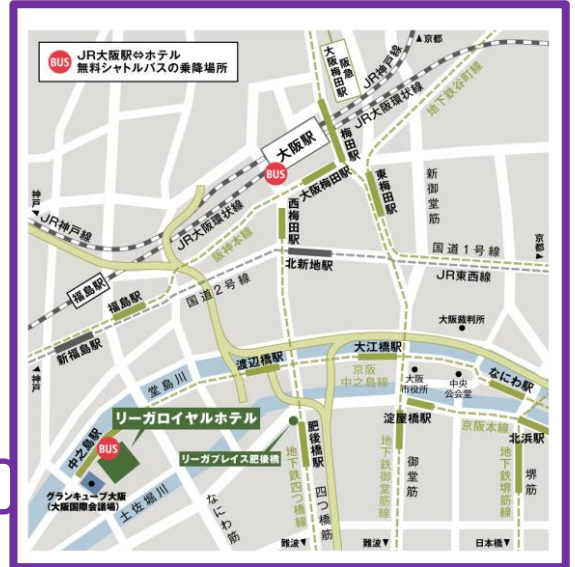 BUS JR大阪駅⇔ホテル
無料シャトルバスの乗降場所
▲京都
阪急
大阪梅田駅
JR神戸線
JR大阪環状線
地下鉄谷町線
大阪駅
梅田駅
BUS
大阪梅田駅
東梅田駅
新御堂筋
神戸
JR神戸線
JR大阪環状線
西梅田駅
阪神本線
国道1号線
京都
北新地駅
JR東西線
福島駅
福島駅
国道2号線
新福島駅
大阪裁判所
神戸
渡辺橋駅
大江橋駅
堂島川
京阪
中之島線
大阪
市役所
中央
公会堂
なにわ駅
リーガロイヤルホテル
中之島駅
BUS
リーガプレイス肥後橋
肥後橋駅
淀屋橋駅
京阪本線
北浜駅
グランキューブ大阪
(大阪国際会議場)
土佐堀川
なにわ筋
地下鉄四つ橋線
四つ橋筋
地下鉄御堂筋線
御堂筋
地下鉄堺筋線
堺筋
難波▼
難波▼
日本橋▼